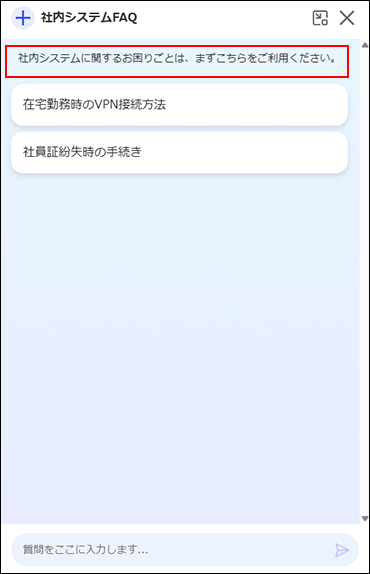 社内システムFAQ
社内システムに関するお困りごとは、まずこちらをご利用ください。
在宅勤務時のVPN接続方法
社員証紛失時の手続き
質問をここに入力します...